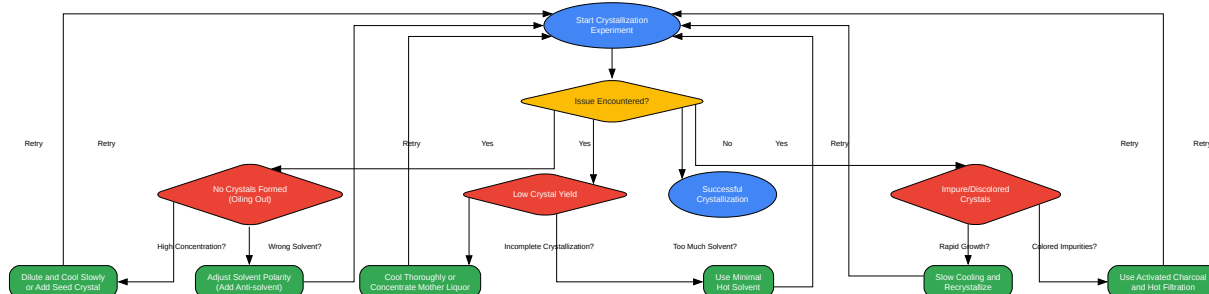 Start Crystallization
Experiment
Issue Encountered?
Retry
Retry
Retry
Yes
Yes
No
Yes
Retry
Retry
Retry
No Crystals Formed
(Oiling Out)
Low Crystal Yield
Successful
Crystallization
Impure/Discolored
Crystals
High Concentration?
Wrong Solvent?
Incomplete Crystallization?
Too Much Solvent?
Rapid Growth?
Colored Impurities?
Dilute and Cool Slowly
or Add Seed Crystal
Adjust Solvent Polarity
(Add Anti-solvent)
Cool Thoroughly or
Concentrate Mother Liquor
Use Minimal
Hot Solvent
Slow Cooling and
Recrystallize
Use Activated Charcoal
and Hot Filtration